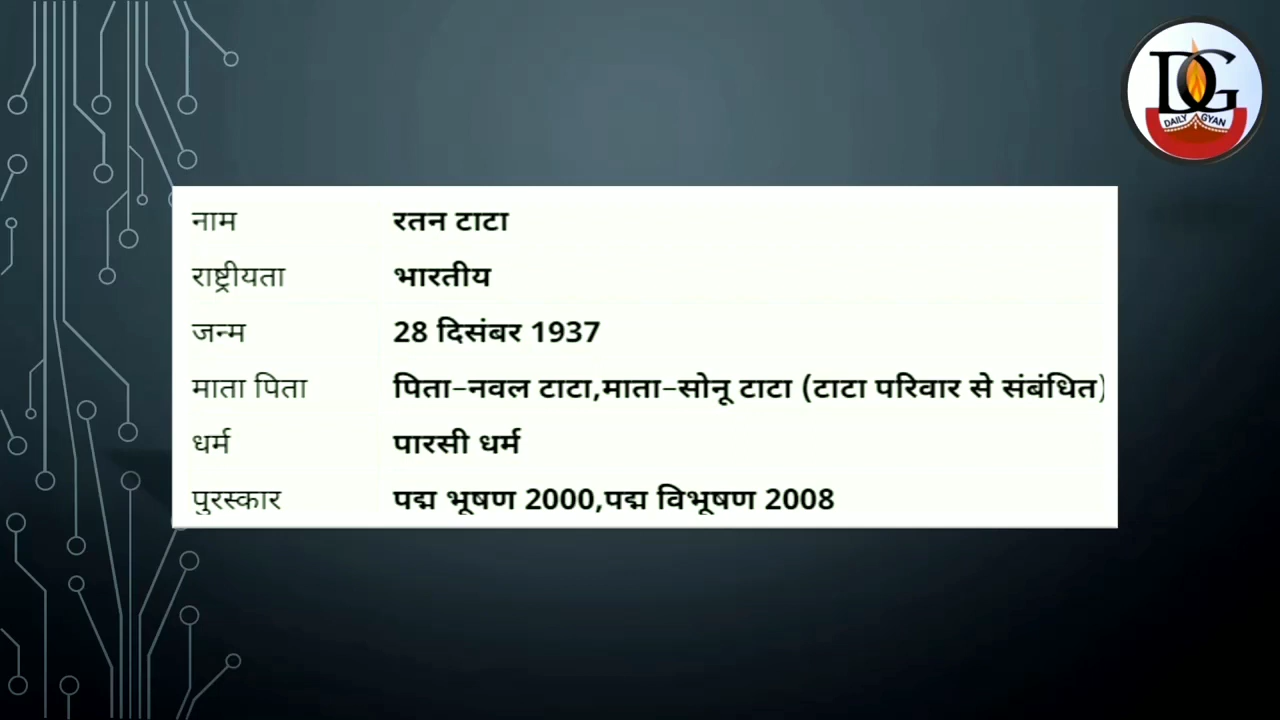 DG
DAILY GYAN
नाम रतन टाटा
राष्ट्रीयता भारतीय
जन्म 28 दिसंबर 1937
माता पिता पिता–नवल टाटा,माता–सोनू टाटा (टाटा परिवार से संबंधित)
धर्म पारसी धर्म
पुरस्कार पद्म भूषण 2000,पद्म विभूषण 2008